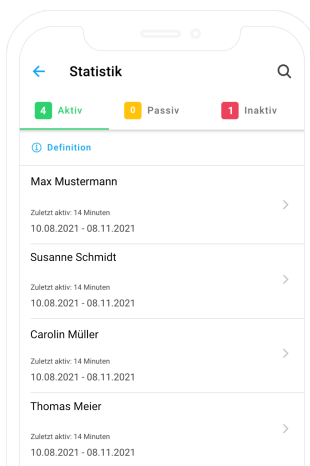 Statistik
4 Aktiv
0 Passiv
1 Inaktiv
Definition
Max Mustermann
Zuletzt aktiv: 14 Minuten
10.08.2021 - 08.11.2021
Susanne Schmidt
Zuletzt aktiv: 14 Minuten
10.08.2021 - 08.11.2021
Carolin Müller
Zuletzt aktiv: 14 Minuten
10.08.2021 - 08.11.2021
Thomas Meier
Zuletzt aktiv: 14 Minuten
10.08.2021 - 08.11.2021